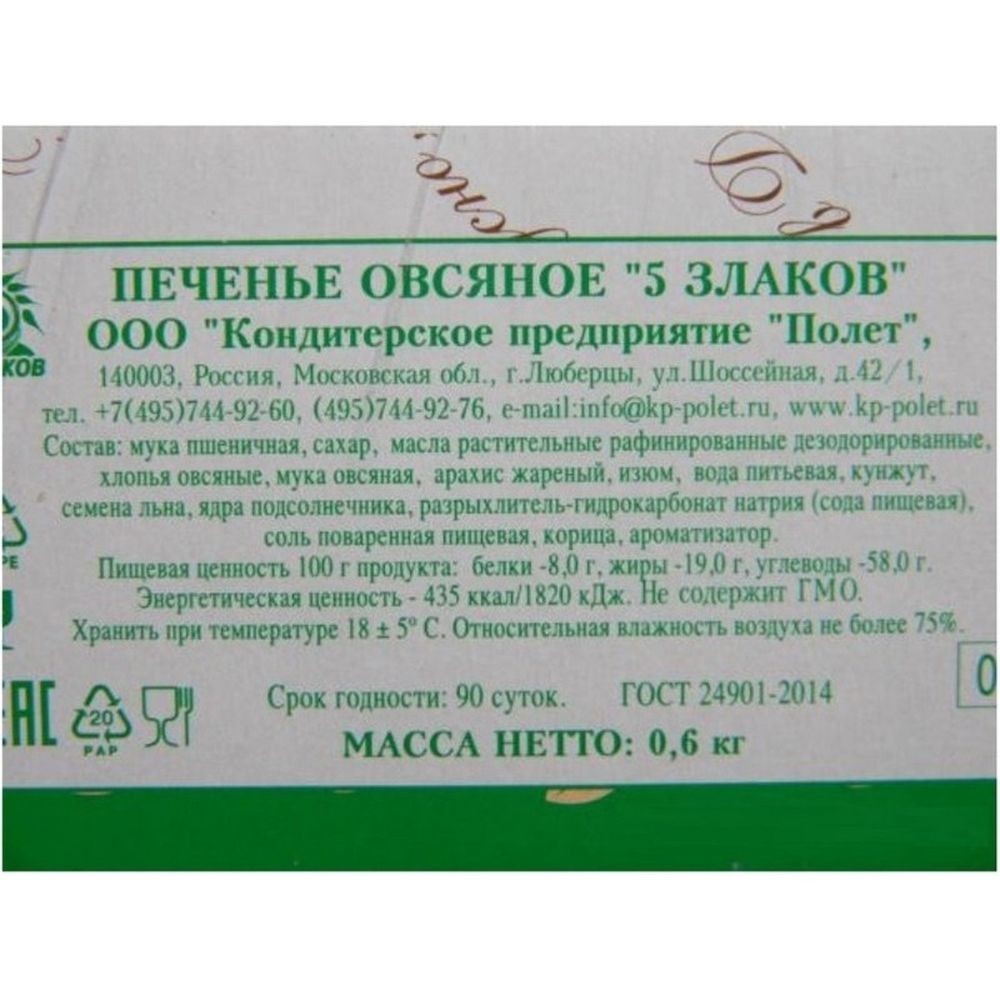 сно
ПЕЧЕНЬЕ ОВСЯНОЕ "5 ЗЛАКОВ"
ООО "Кондитерское предприятие "Полет",
140003, Россия, Московская обл., г.Люберцы, ул.Шоссейная, д.42/1,
тел. +7(495)744-92-60, (495)744-92-76, e-mail:info@kp-polet.ru, www.kp-polet.ru
Состав: мука пшеничная, сахар, масла растительные рафинированные дезодорированные,
хлопья овсяные, мука овсяная, арахис жареный, изюм, вода питьевая, кунжут,
семена льна, ядра подсолнечника, разрыхлитель-гидрокарбонат натрия (сода пищевая),
соль поваренная пищевая, корица, ароматизатор.
Пищевая ценность 100 г продукта: белки -8,0 г, жиры -19,0 г, углеводы -58,0 г.
Энергетическая ценность - 435 ккал/1820 кДж. Не содержит ГМО.
Хранить при температуре 18 ± 5° С. Относительная влажность воздуха не более 75%.
Срок годности: 90 суток. ГОСТ 24901-2014
МАССА НЕТТО: 0,6 кг
КОВ
PE
EAC
20
PAP
0